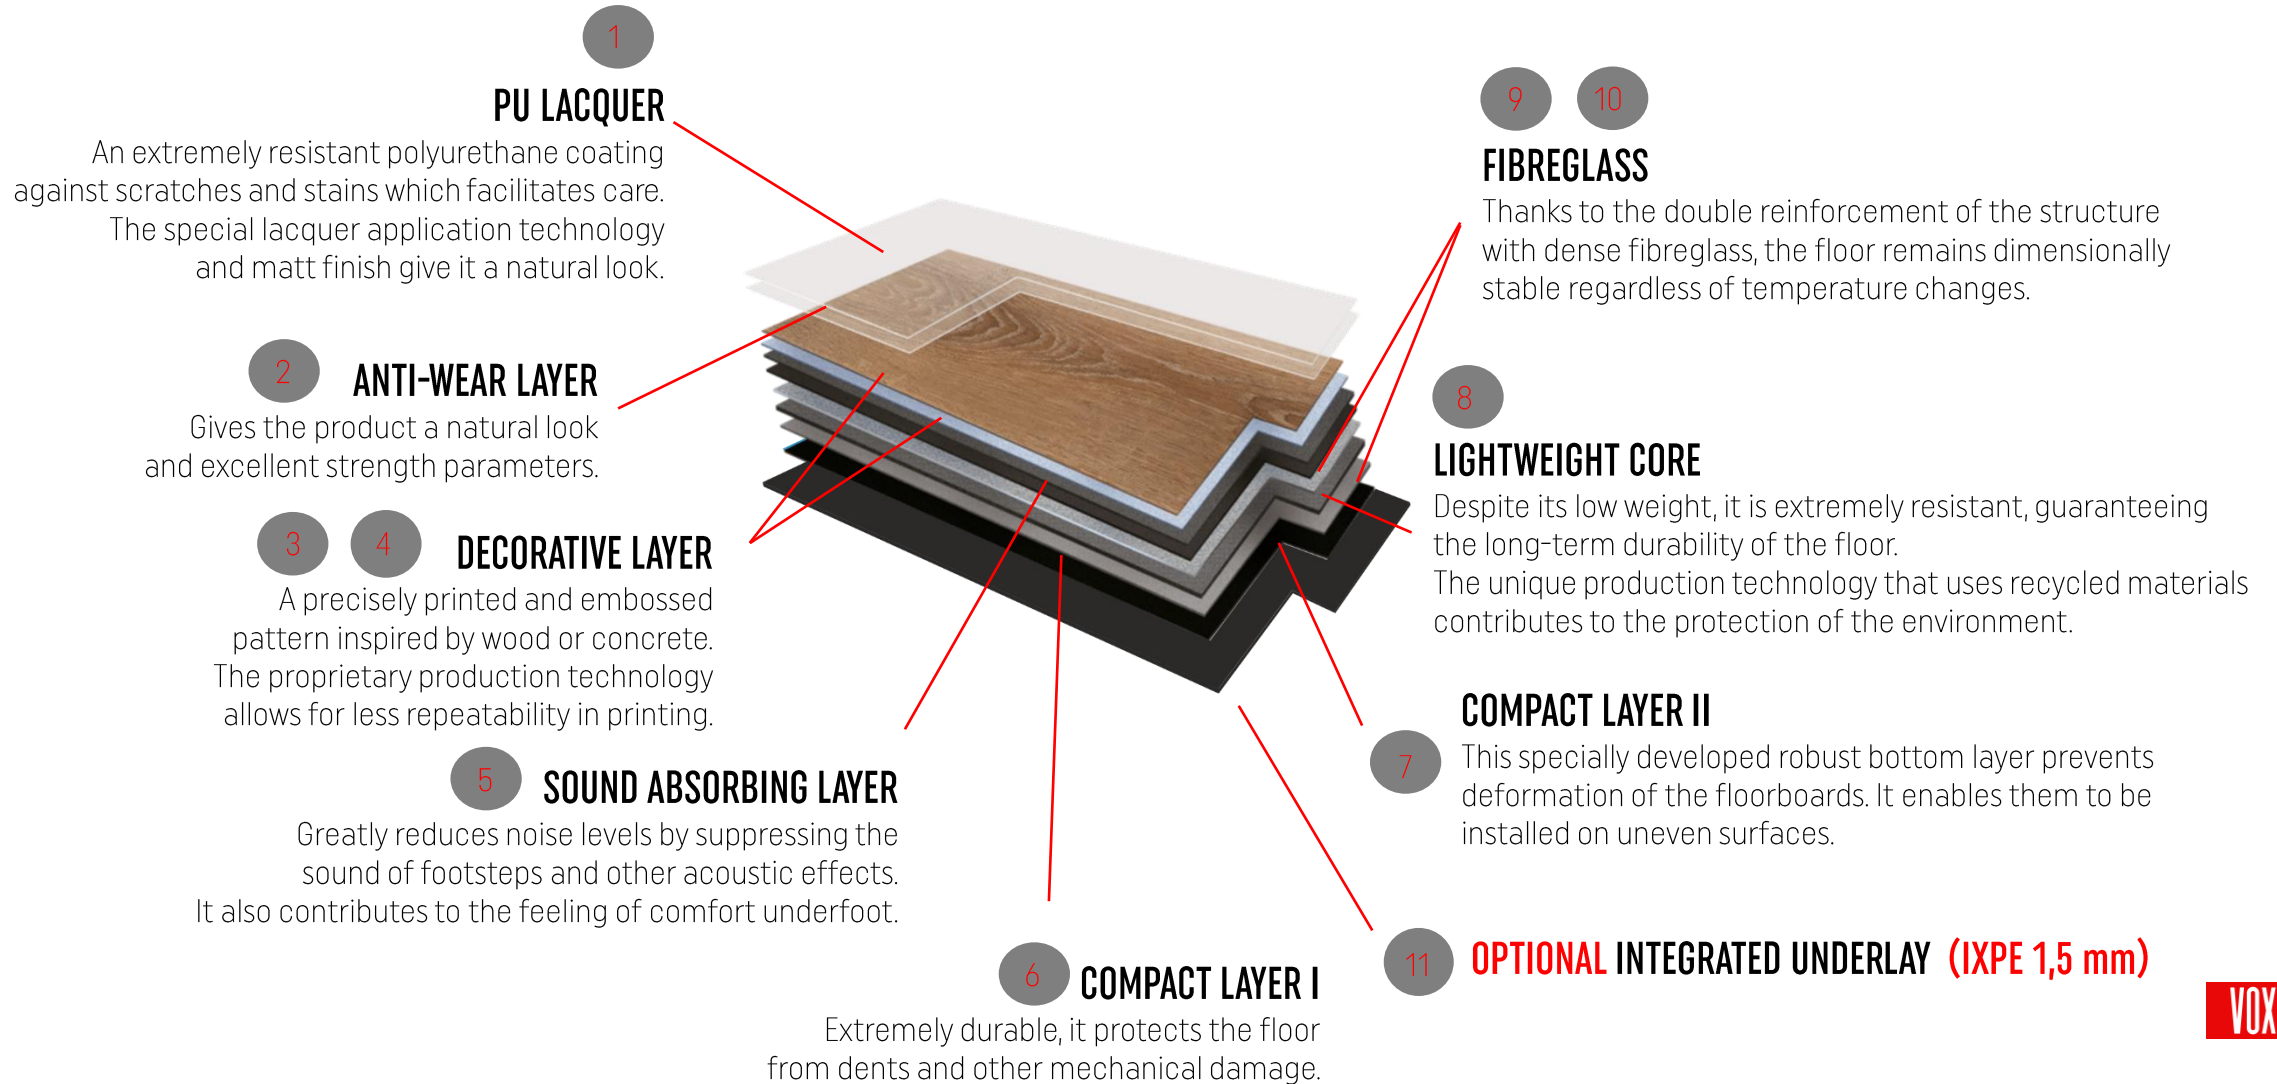 1
PU LACQUER
An extremely resistant polyurethane coating
against scratches and stains which facilitates care.
The special lacquer application technology
and matt finish give it a natural look.
2
ANTI-WEAR LAYER
Gives the product a natural look
and excellent strength parameters.
3 4
DECORATIVE LAYER
A precisely printed and embossed
pattern inspired by wood or concrete.
The proprietary production technology
allows for less repeatability in printing.
5
SOUND ABSORBING LAYER
Greatly reduces noise levels by suppressing the
sound of footsteps and other acoustic effects.
It also contributes to the feeling of comfort underfoot.
6
COMPACT LAYER I
Extremely durable, it protects the floor
from dents and other mechanical damage.
9 10
FIBREGLASS
Thanks to the double reinforcement of the structure
with dense fibreglass, the floor remains dimensionally
stable regardless of temperature changes.
8
LIGHTWEIGHT CORE
Despite its low weight, it is extremely resistant, guaranteeing
the long-term durability of the floor.
The unique production technology that uses recycled materials
contributes to the protection of the environment.
COMPACT LAYER II
7
This specially developed robust bottom layer prevents
deformation of the floorboards. It enables them to be
installed on uneven surfaces.
11
OPTIONAL INTEGRATED UNDERLAY (IXPE 1,5 mm)
VOX